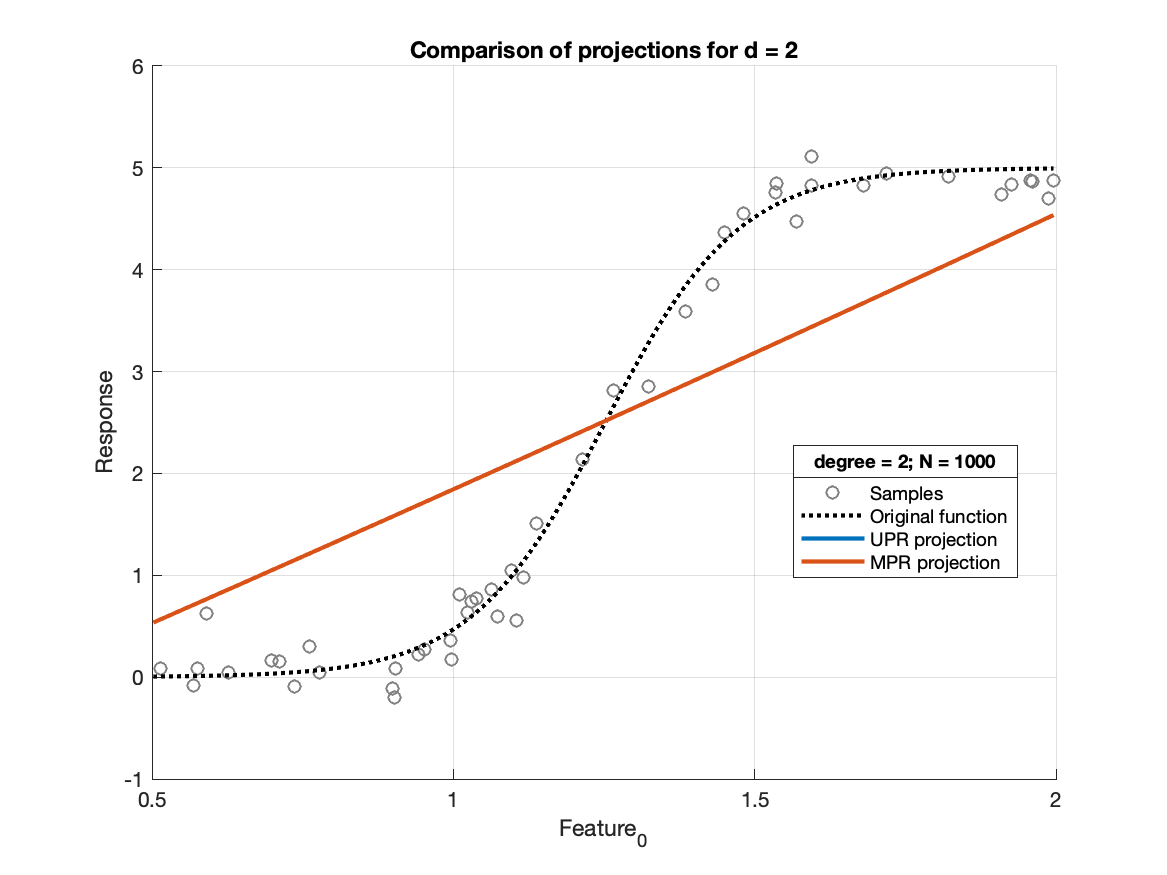 Comparison of projections for d = 2
6
5
4
3
2
1
0
-1
Response
0.5
1
1.5
2
Feature₀
degree = 2; N = 1000
Samples
Original function
UPR projection
MPR projection